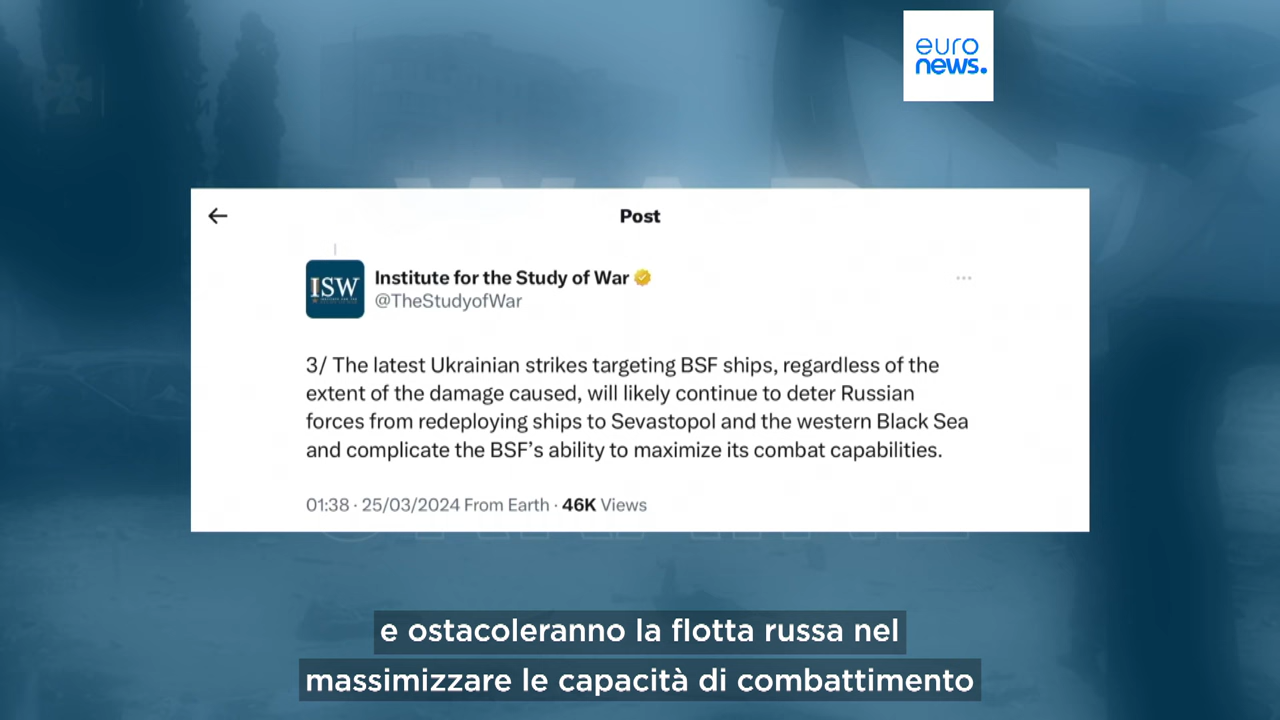 euro
news.
Post
ISW
Institute for the Study of War
@TheStudyofWar
3/ The latest Ukrainian strikes targeting BSF ships, regardless of the
extent of the damage caused, will likely continue to deter Russian
forces from redeploying ships to Sevastopol and the western Black Sea
and complicate the BSF's ability to maximize its combat capabilities.
01:38 · 25/03/2024 From Earth · 46K Views
e ostacoleranno la flotta russa nel
massimizzare le capacità di combattimento